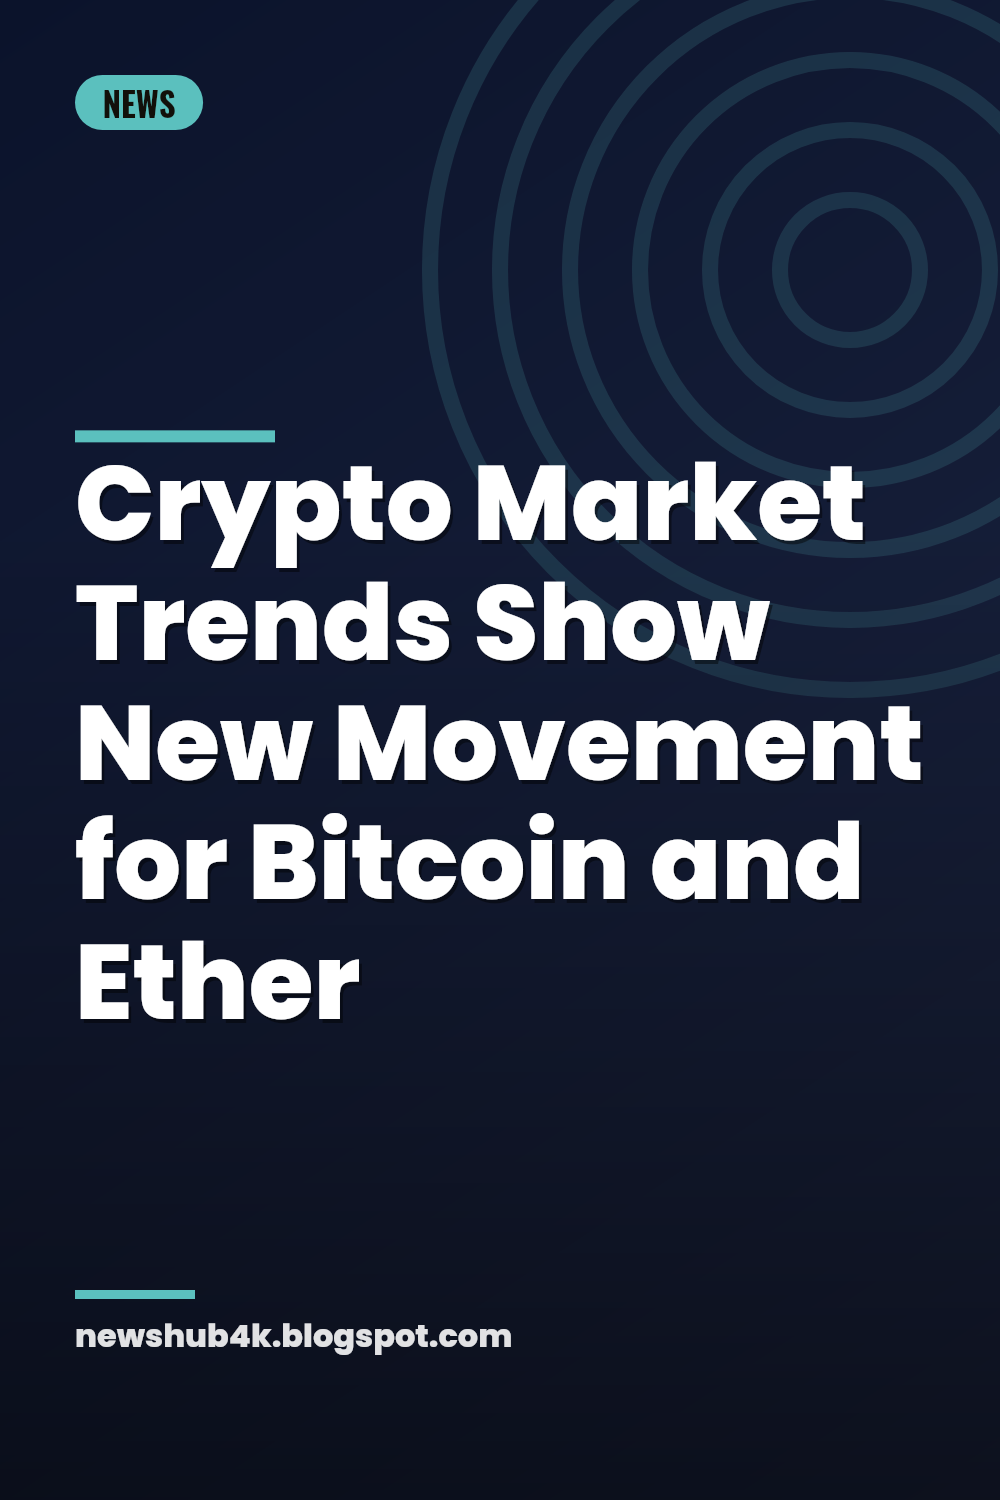 NEWS
Crypto Market
Trends Show
New Movement
for Bitcoin and
Ether
newshub4k.blogspot.com